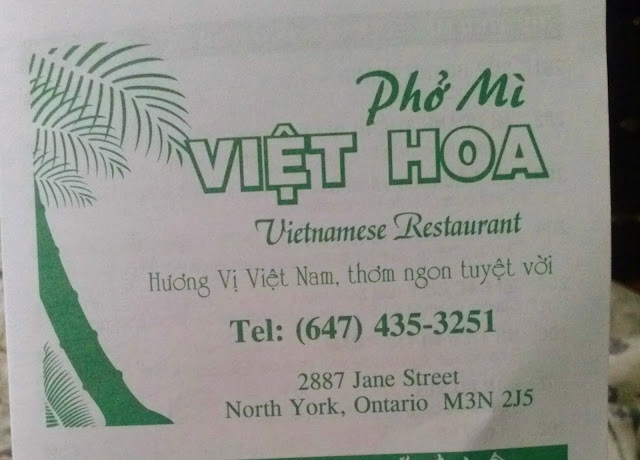 Phở Mì
VIỆT HOA
Vietnamese Restaurant
Hương Vị Việt Nam, thơm ngon tuyệt vời
Tel: (647) 435-3251
2887 Jane Street
North York, Ontario M3N 2J5